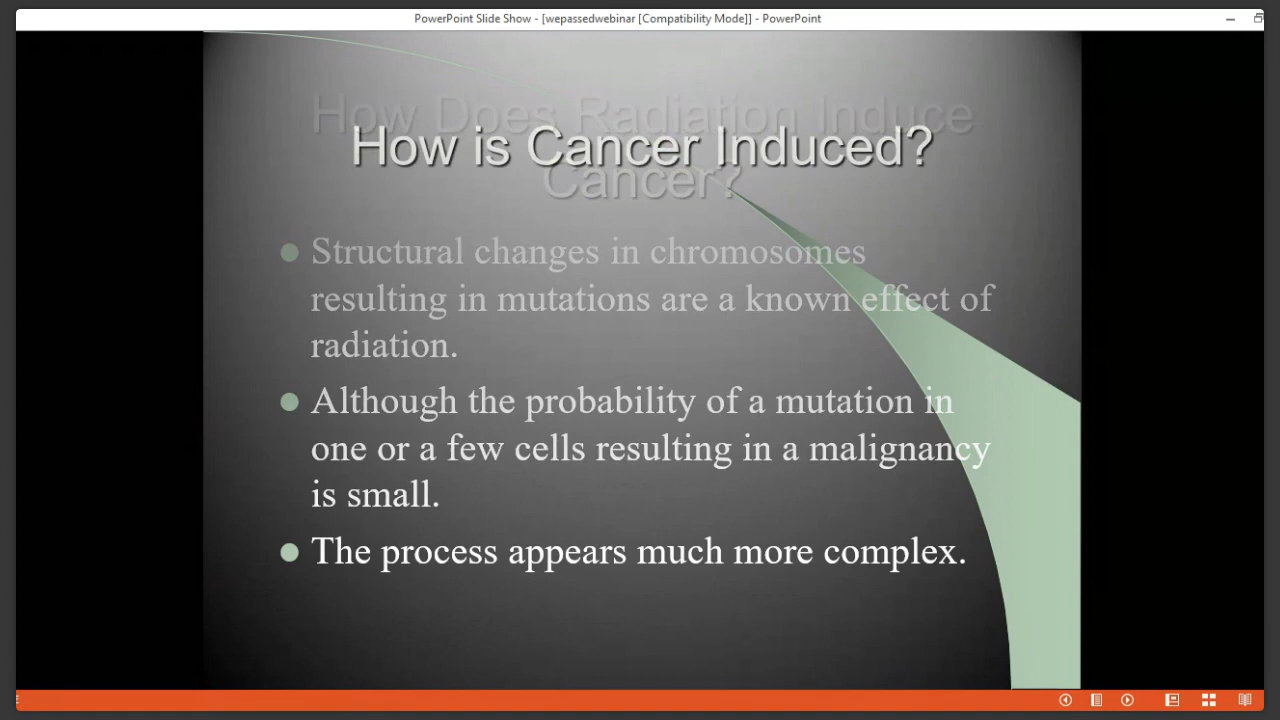 PowerPoint Slide Show - [wepassedwebinar [Compatibility Mode]] - PowerPoint
How Does Radiation Induce
How is Cancer Induced?
Cancer?
Structural changes in chromosomes
resulting in mutations are a known effect of
radiation.
Although the probability of a mutation in
one or a few cells resulting in a malignancy
is small.
The process appears much more complex.